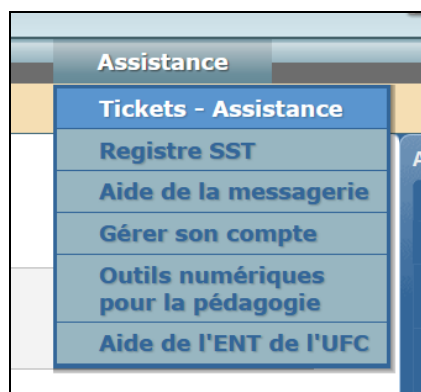 Assistance
Tickets - Assistance
Registre SST
Aide de la messagerie
Gérer son compte
Outils numériques
pour la pédagogie
Aide de l'ENT de l'UFC